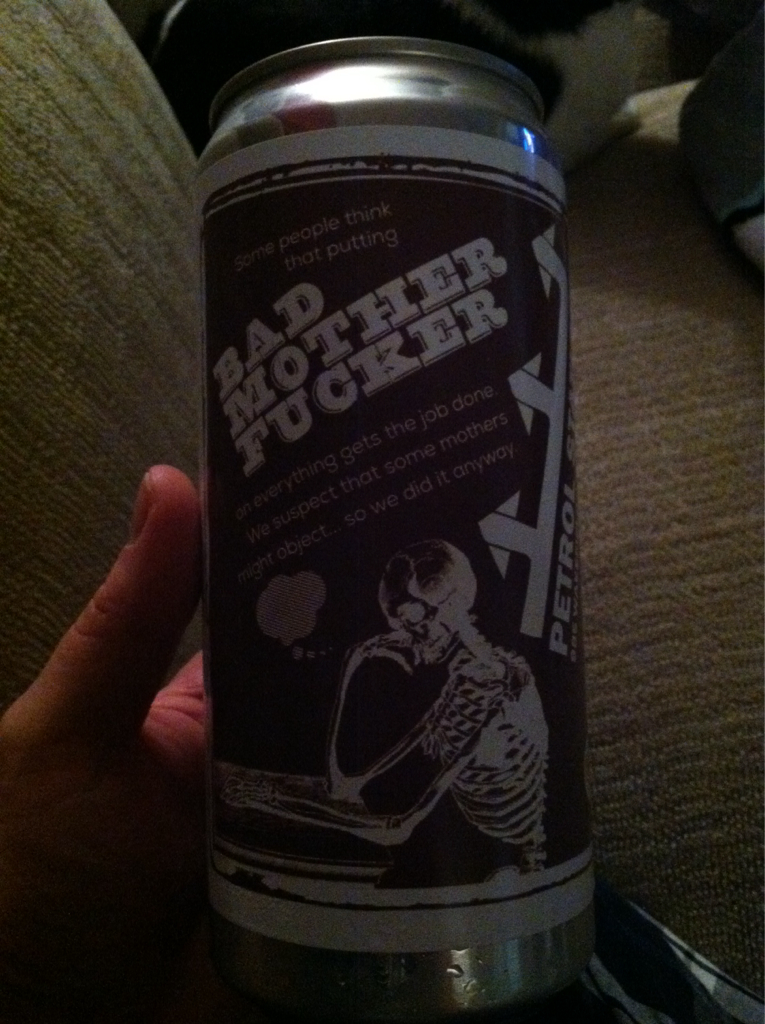 Some people think
that putting
BAD
MOTHER
FUCKER
on everything gets the job done.
We suspect that some mothers
might object... so we did it anyway
PETROL